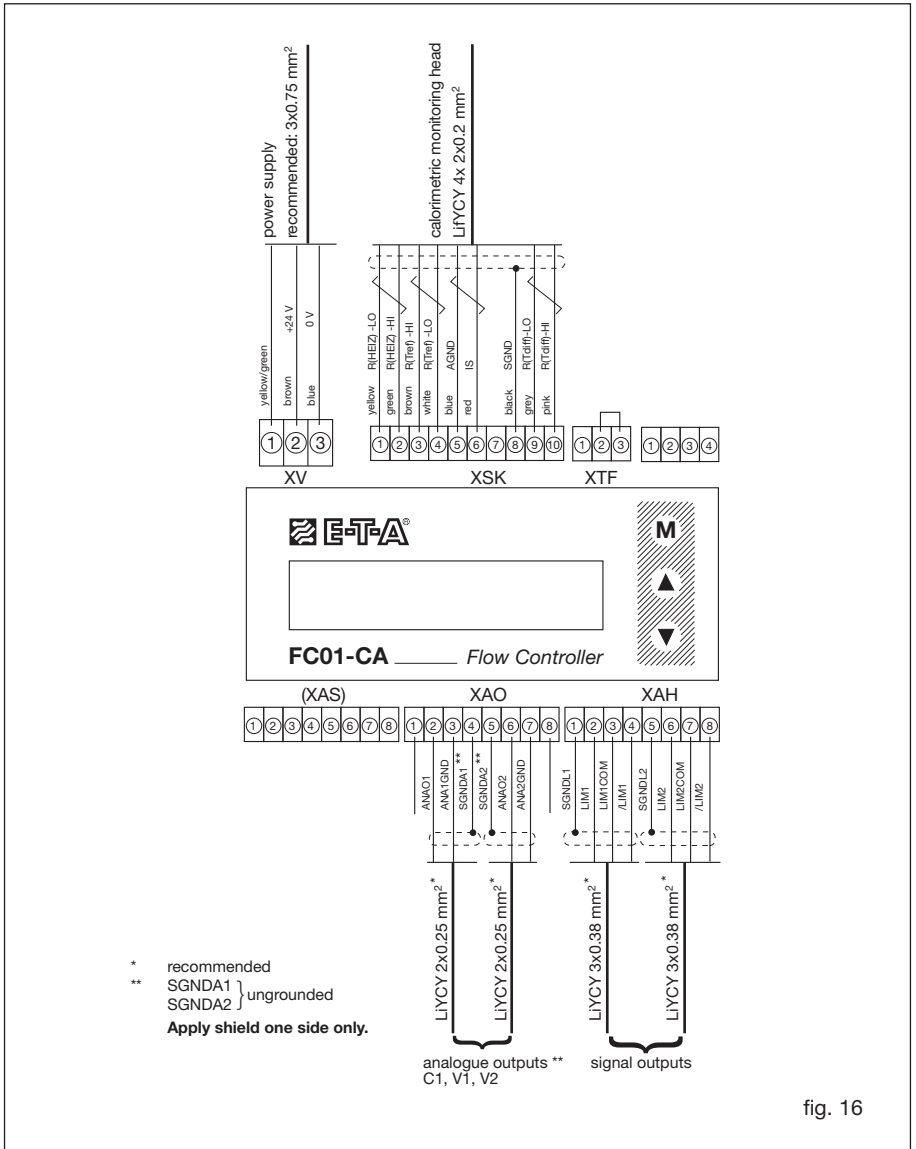 power supply
recommended: 3x0.75 mm²
calorimetric monitoring head
LifYCY 4x 2x0.2 mm²
yellow/green
brown +24 V
blue 0 V
yellow R(HEIZ) -LO
green R(HEIZ) -HI
brown R(Tref) -HI
white R(Tref) -LO
blue AGND
red IS
black SGND
grey R(Tdiff)-LO
pink R(Tdiff)-HI
1 2 3
1 2 3 4 5 6 7 8 9 10
1 2 3
1 2 3 4
XV
XSK
XTF
E-T-A®
M
FC01-CA _____ Flow Controller
(XAS)
XAO
XAH
1 2 3 4 5 6 7 8
1 2 3 4 5 6 7 8
1 2 3 4 5 6 7 8
ANAO1
ANA1GND
SGNDA1 **
SGNDA2 **
ANAO2
ANA2GND
SGNDL1
LIM1
LIM1COM
/LIM1
SGNDL2
LIM2
LIM2COM
/LIM2
LiYCY 2x0.25 mm² *
LiYCY 2x0.25 mm² *
LiYCY 3x0.38 mm² *
LiYCY 3x0.38 mm² *
* recommended
** SGNDA1
SGNDA2 } ungrounded
Apply shield one side only.
analogue outputs **
C1, V1, V2
signal outputs
fig. 16